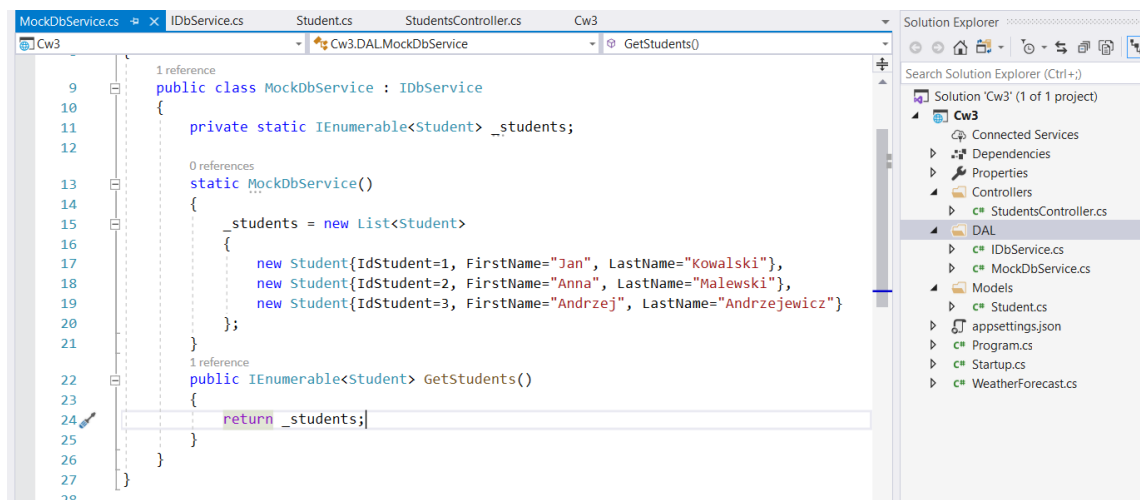 MockDbService.cs IDbService.cs Student.cs StudentsController.cs Cw3
Cw3 Cw3.DAL.MockDbService GetStudents()
{
1 reference
9 public class MockDbService : IDbService
10 {
11 private static IEnumerable<Student> _students;
12
0 references
13 static MockDbService()
14 {
15 _students = new List<Student>
16 {
17 new Student{IdStudent=1, FirstName="Jan", LastName="Kowalski"},
18 new Student{IdStudent=2, FirstName="Anna", LastName="Malewski"},
19 new Student{IdStudent=3, FirstName="Andrzej", LastName="Andrzejewicz"}
20 };
21 }
1 reference
22 public IEnumerable<Student> GetStudents()
23 {
24 return _students;
25 }
26 }
27 }
28
Solution Explorer
Search Solution Explorer (Ctrl+;)
Solution 'Cw3' (1 of 1 project)
Cw3
Connected Services
Dependencies
Properties
Controllers
C# StudentsController.cs
DAL
C# IDbService.cs
C# MockDbService.cs
Models
C# Student.cs
appsettings.json
C# Program.cs
C# Startup.cs
C# WeatherForecast.cs